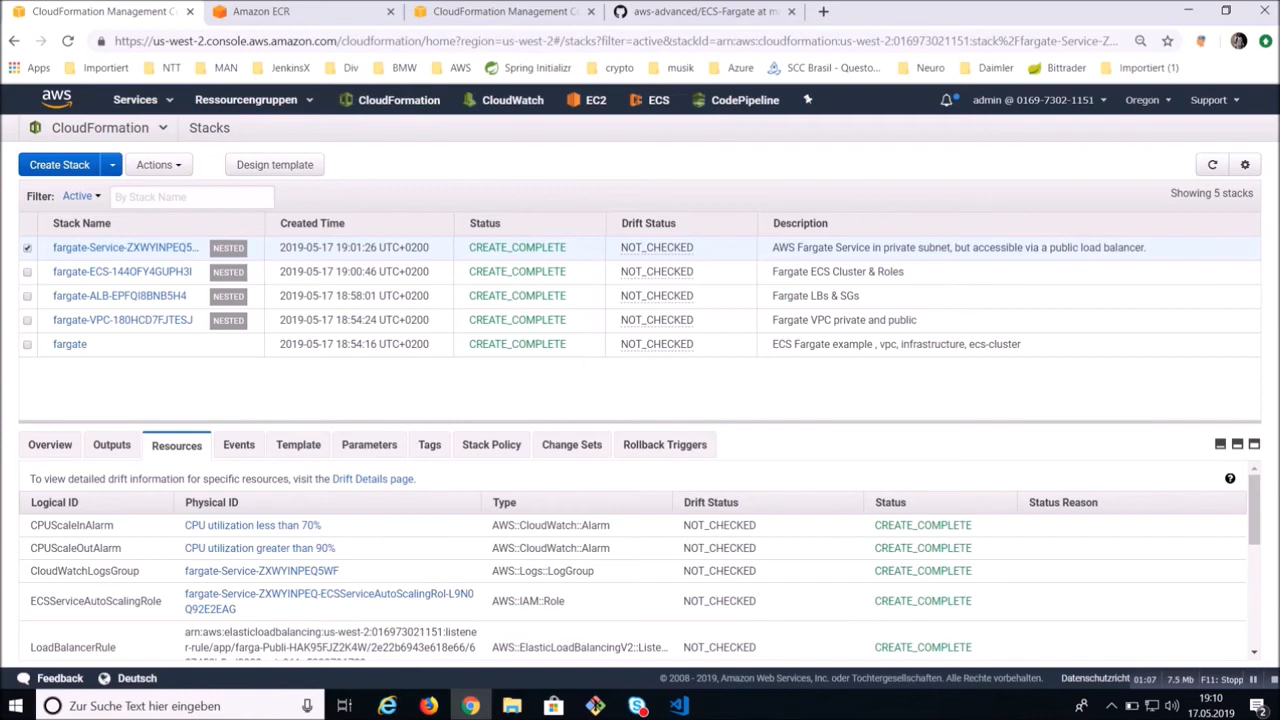 CloudFormation Management C
Amazon ECR
CloudFormation Management C
aws-advanced/ECS-Fargate at m
https://us-west-2.console.aws.amazon.com/cloudformation/home?region=us-west-2#/stacks?filter=active&stackId=arn:aws:cloudformation:us-west-2:016973021151:stack%2Ffargate-Service-Z...
Apps Importiert NTT MAN JenkinsX Div BMW AWS Spring Initializr crypto musik Azure SCC Brasil - Questo... Neuro Daimler Bittrader Importiert (1)
aws Services Ressourcengruppen CloudFormation CloudWatch EC2 ECS CodePipeline admin @ 0169-7302-1151 Oregon Support
CloudFormation Stacks
Create Stack Actions Design template
Filter: Active By Stack Name Showing 5 stacks
Stack Name Created Time Status Drift Status Description
fargate-Service-ZXWYINPEQ5... NESTED 2019-05-17 19:01:26 UTC+0200 CREATE_COMPLETE NOT_CHECKED AWS Fargate Service in private subnet, but accessible via a public load balancer.
fargate-ECS-144OFY4GUPH3I NESTED 2019-05-17 19:00:46 UTC+0200 CREATE_COMPLETE NOT_CHECKED Fargate ECS Cluster & Roles
fargate-ALB-EPFQI8BNB5H4 NESTED 2019-05-17 18:58:01 UTC+0200 CREATE_COMPLETE NOT_CHECKED Fargate LBs & SGs
fargate-VPC-180HCD7FJTESJ NESTED 2019-05-17 18:54:24 UTC+0200 CREATE_COMPLETE NOT_CHECKED Fargate VPC private and public
fargate 2019-05-17 18:54:16 UTC+0200 CREATE_COMPLETE NOT_CHECKED ECS Fargate example , vpc, infrastructure, ecs-cluster
Overview Outputs Resources Events Template Parameters Tags Stack Policy Change Sets Rollback Triggers
To view detailed drift information for specific resources, visit the Drift Details page.
Logical ID Physical ID Type Drift Status Status Status Reason
CPUScaleInAlarm CPU utilization less than 70% AWS::CloudWatch::Alarm NOT_CHECKED CREATE_COMPLETE
CPUScaleOutAlarm CPU utilization greater than 90% AWS::CloudWatch::Alarm NOT_CHECKED CREATE_COMPLETE
CloudWatchLogsGroup fargate-Service-ZXWYINPEQ5WF AWS::Logs::LogGroup NOT_CHECKED CREATE_COMPLETE
ECSServiceAutoScalingRole fargate-Service-ZXWYINPEQ-ECSServiceAutoScalingRol-L9N0 AWS::IAM::Role NOT_CHECKED CREATE_COMPLETE
Q92E2EAG
arn:aws:elasticloadbalancing:us-west-2:016973021151:listene
LoadBalancerRule r-rule/app/farga-Publi-HAK95FJZ2K4W/2e22b6943e618e66/6 AWS::ElasticLoadBalancingV2::Liste... NOT_CHECKED CREATE_COMPLETE
Feedback Deutsch © 2008 - 2019, Amazon Web Services, Inc. oder Tochtergesellschaften. Alle Rechte vorbehalten. Datenschutzricht 01:07 7.5 Mb F11: Stopp
Zur Suche Text hier eingeben 19:10
17.05.2019 2